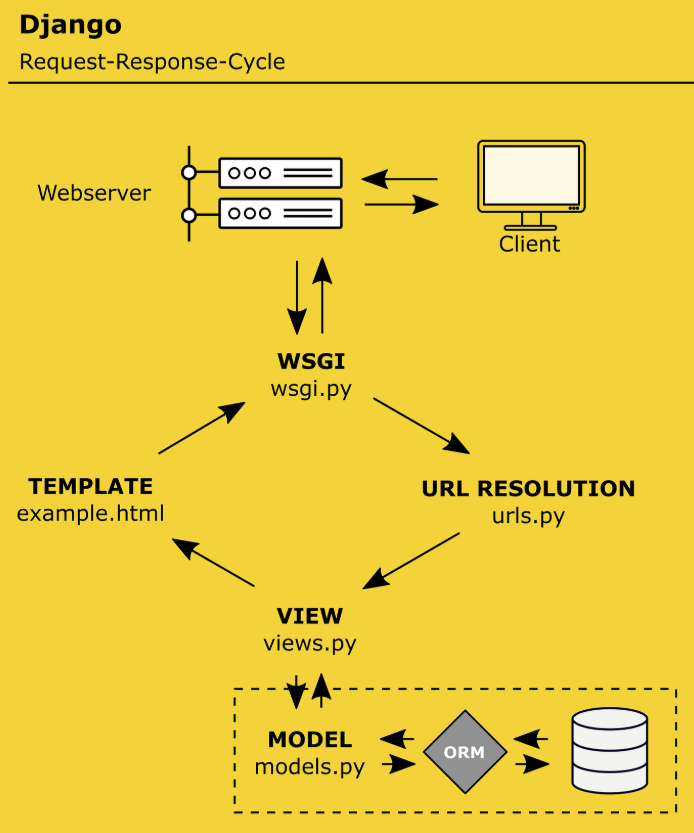 Django
Request-Response-Cycle
Webserver
Client
WSGI
wsgi.py
TEMPLATE
example.html
URL RESOLUTION
urls.py
VIEW
views.py
MODEL
models.py
ORM